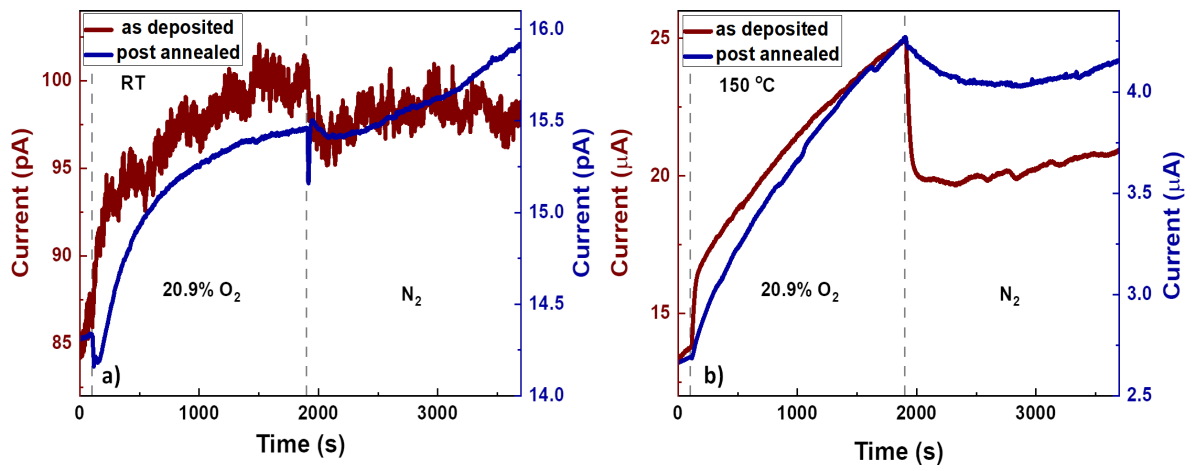 as deposited
post annealed
RT
20.9% O₂
N₂
a)
Current (pA)
100
95
90
85
Current (pA)
16.0
15.5
15.0
14.5
14.0
0
1000
2000
3000
Time (s)
as deposited
post annealed
150 °C
20.9% O₂
N₂
b)
Current (μA)
25
20
15
Current (μA)
4.0
3.5
3.0
2.5
0
1000
2000
3000
Time (s)